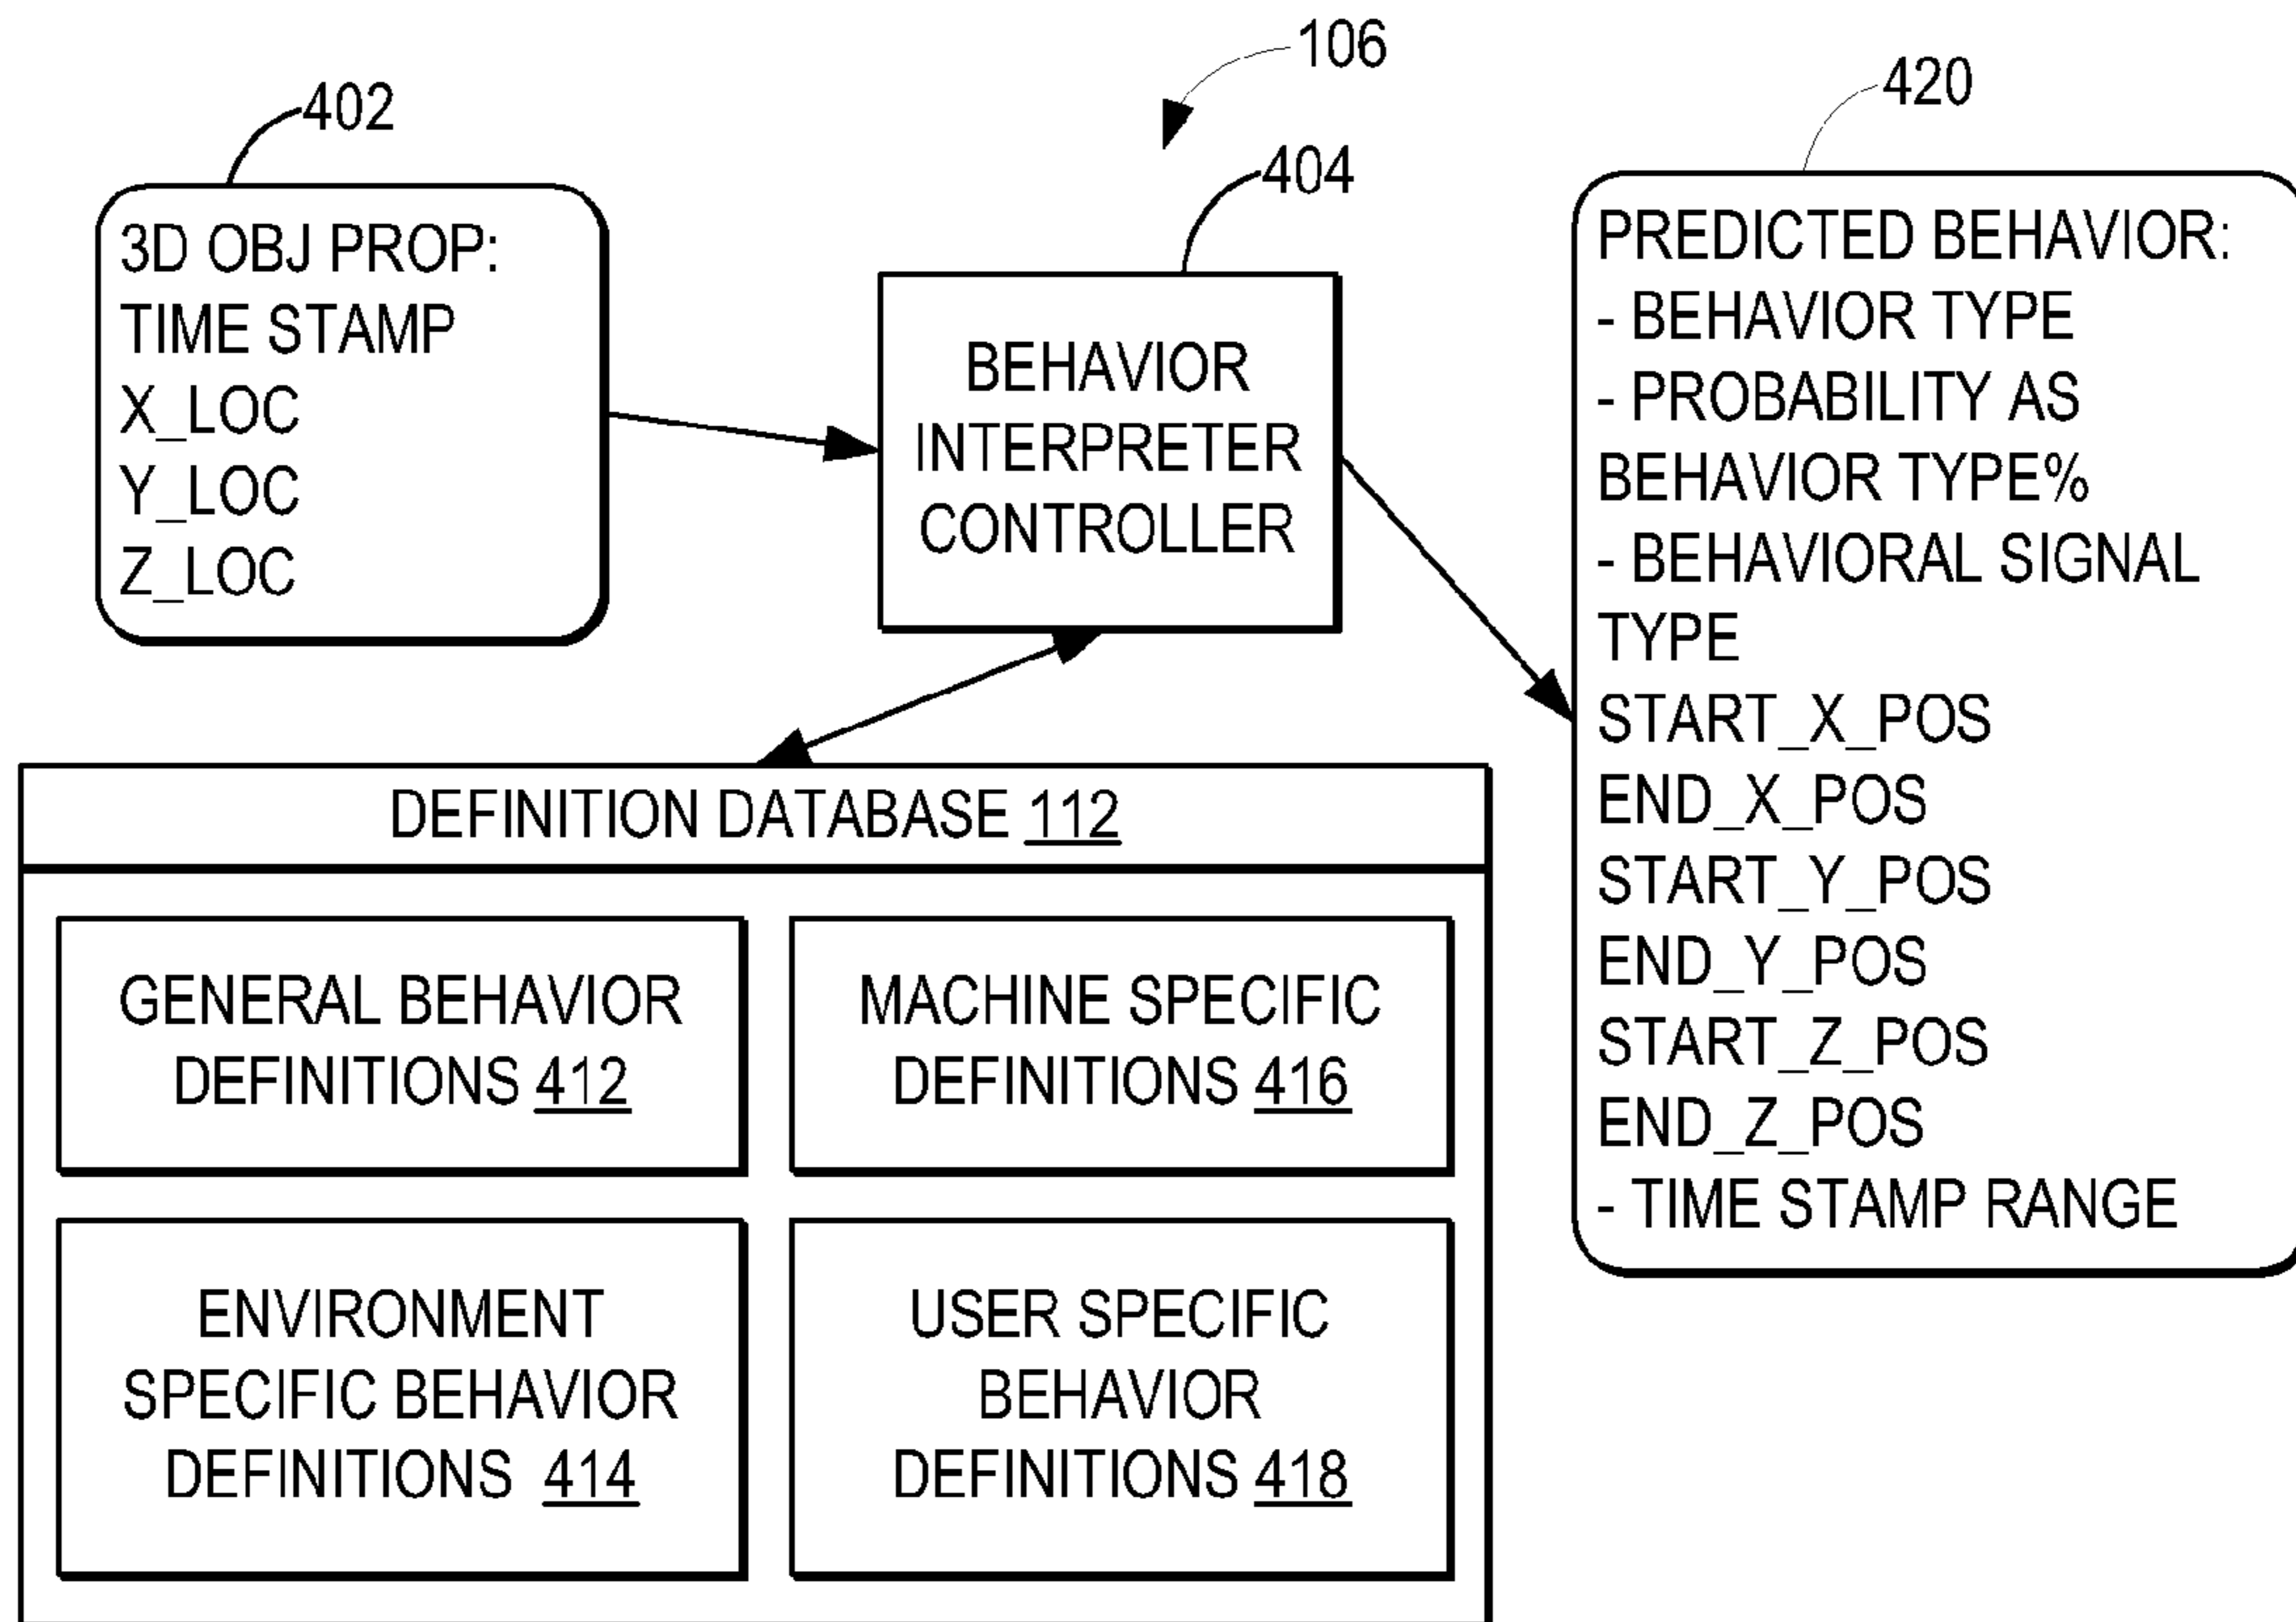 106
402
420
404
3D OBJ PROP:
TIME STAMP
X_LOC
Y_LOC
Z_LOC
BEHAVIOR
INTERPRETER
CONTROLLER
PREDICTED BEHAVIOR:
- BEHAVIOR TYPE
- PROBABILITY AS
BEHAVIOR TYPE%
- BEHAVIORAL SIGNAL
TYPE
START_X_POS
END_X_POS
START_Y_POS
END_Y_POS
START_Z_POS
END_Z_POS
- TIME STAMP RANGE
DEFINITION DATABASE 112
GENERAL BEHAVIOR
DEFINITIONS 412
MACHINE SPECIFIC
DEFINITIONS 416
ENVIRONMENT
SPECIFIC BEHAVIOR
DEFINITIONS 414
USER SPECIFIC
BEHAVIOR
DEFINITIONS 418